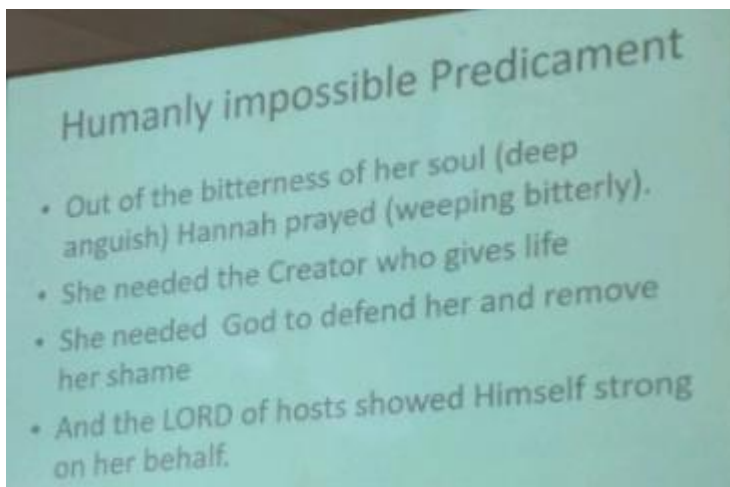 Humanly impossible Predicament
• Out of the bitterness of her soul (deep
anguish) Hannah prayed (weeping bitterly).
• She needed the Creator who gives life
• She needed God to defend her and remove
her shame
• And the LORD of hosts showed Himself strong
on her behalf.